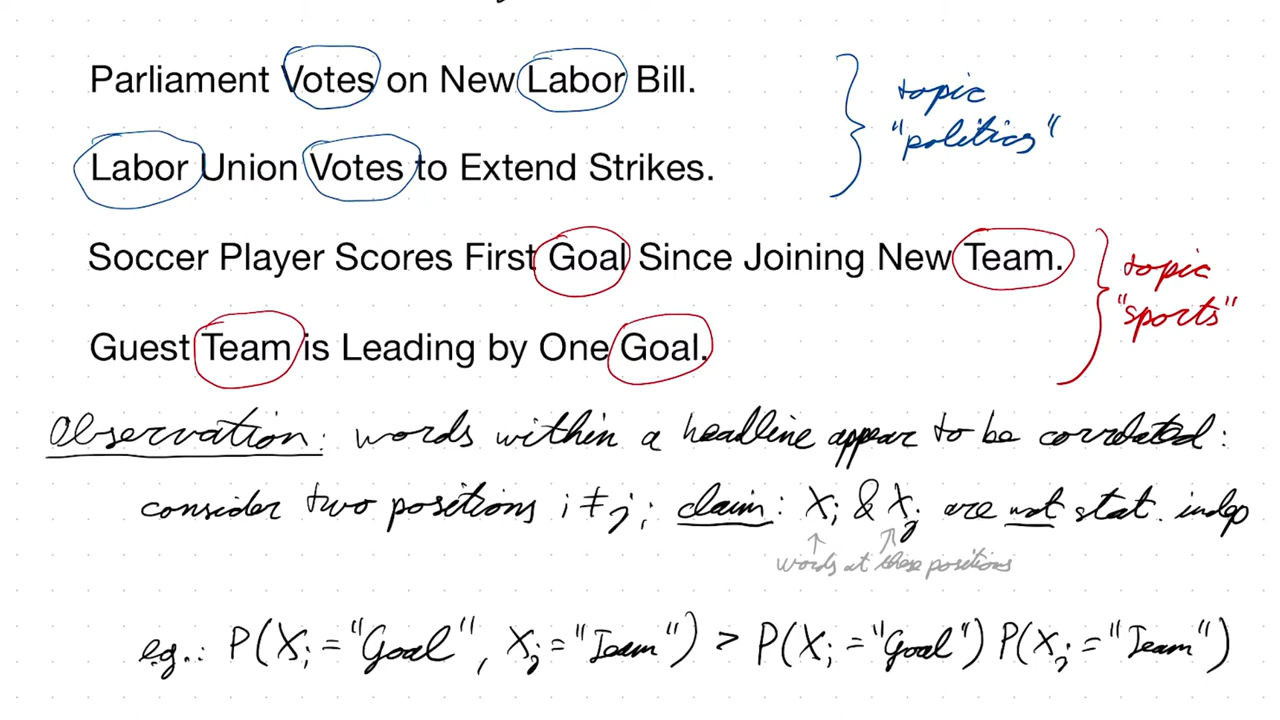 Parliament Votes on New Labor Bill.
topic
"politics"
Labor Union Votes to Extend Strikes.
Soccer Player Scores First Goal Since Joining New Team.
topic
"sports"
Guest Team is Leading by One Goal.
Observation: words within a headline appear to be correlated:
consider two positions i ≠ j; claim: Xi & Xj are not stat. indep
words at these positions
e.g.: P(Xi = "Goal", Xj = "Team") > P(Xi = "Goal") P(Xj = "Team")